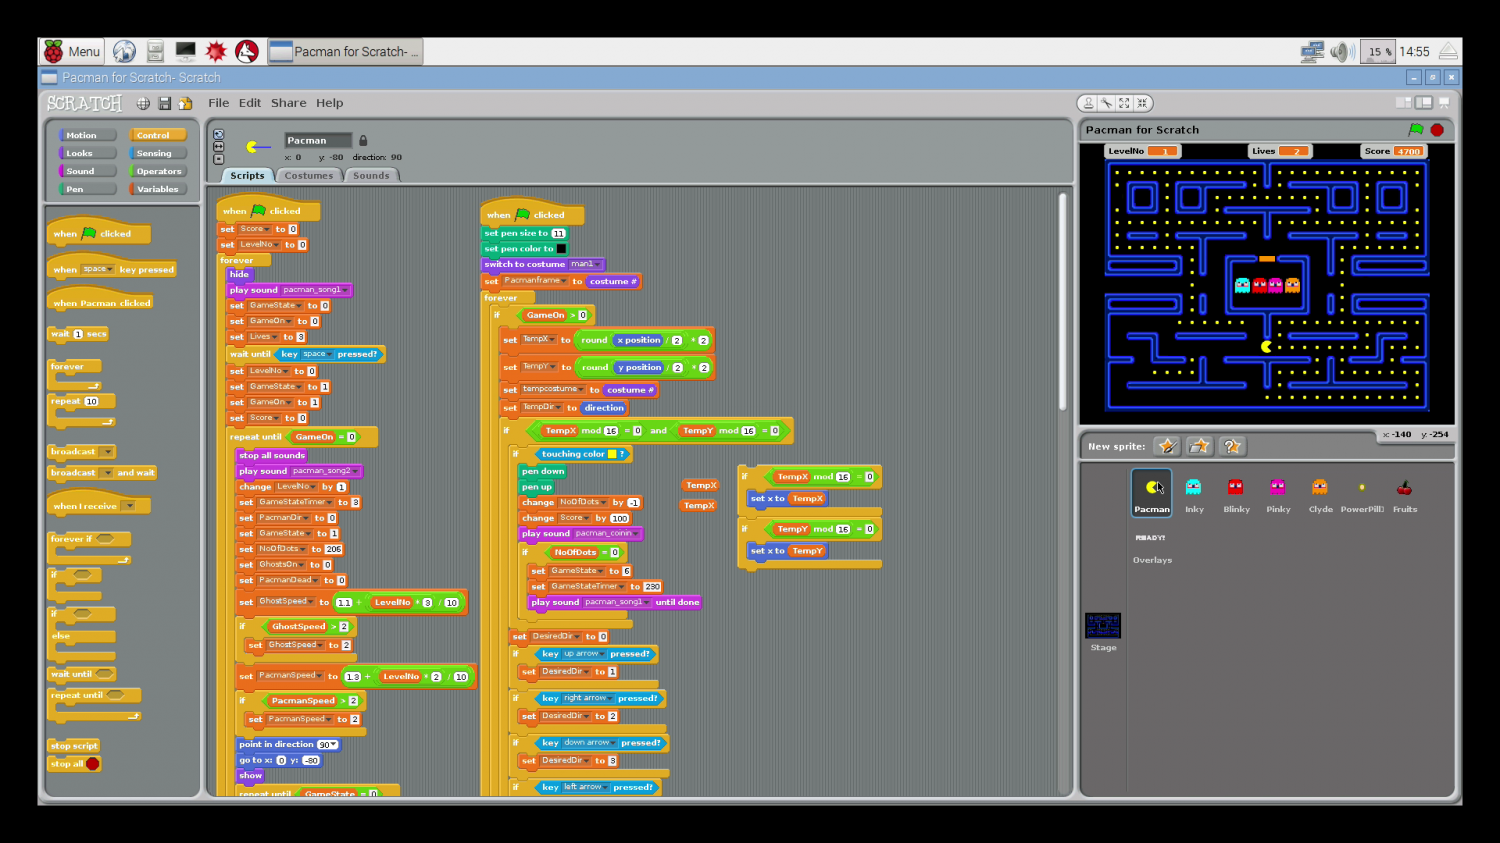 Menu
Pacman for Scratch- ...
15 %
14:55
Pacman for Scratch- Scratch
SCRATCH
File Edit Share Help
Motion Control
Looks Sensing
Sound Operators
Pen Variables
when clicked
when space key pressed
when Pacman clicked
wait 1 secs
forever
repeat 10
broadcast
broadcast and wait
when I receive
forever if
if
if
else
wait until
repeat until
stop script
stop all
Pacman
x: 0 y: -80 direction: 90
Scripts Costumes Sounds
when clicked
set Score to 0
set LevelNo to 0
forever
hide
play sound pacman_song1
set GameState to 0
set GameOn to 0
set Lives to 3
wait until key space pressed?
set LevelNo to 0
set GameState to 1
set GameOn to 1
set Score to 0
repeat until GameOn = 0
stop all sounds
play sound pacman_song2
change LevelNo by 1
set GameStateTimer to 3
set PacmanDir to 0
set GameState to 1
set NoOfDots to 206
set GhostsOn to 0
set PacmanDead to 0
set GhostSpeed to 1.1 + LevelNo * 3 / 10
if GhostSpeed > 2
set GhostSpeed to 2
set PacmanSpeed to 1.3 + LevelNo * 2 / 10
if PacmanSpeed > 2
set PacmanSpeed to 2
point in direction 90
go to x: 0 y: -80
show
repeat until GameState = 0
when clicked
set pen size to 11
set pen color to
switch to costume man1
set Pacmanframe to costume #
forever
if GameOn > 0
set TempX to round x position / 2 * 2
set TempY to round y position / 2 * 2
set tempcostume to costume #
set TempDir to direction
if TempX mod 16 = 0 and TempY mod 16 = 0
if touching color ?
pen down
pen up
change NoOfDots by -1
change Score by 100
play sound pacman_coinin
if NoOfDots = 0
set GameState to 6
set GameStateTimer to 230
play sound pacman_song1 until done
set DesiredDir to 0
if key up arrow pressed?
set DesiredDir to 1
if key right arrow pressed?
set DesiredDir to 2
if key down arrow pressed?
set DesiredDir to 3
if key left arrow pressed?
TempX
TempX
if TempX mod 16 = 0
set x to TempX
if TempY mod 16 = 0
set x to TempY
Pacman for Scratch
LevelNo 1 Lives 2 Score 4700
x: -140 y: -254
New sprite:
Pacman Inky Blinky Pinky Clyde PowerPill Fruits
READY!
Overlays
Stage